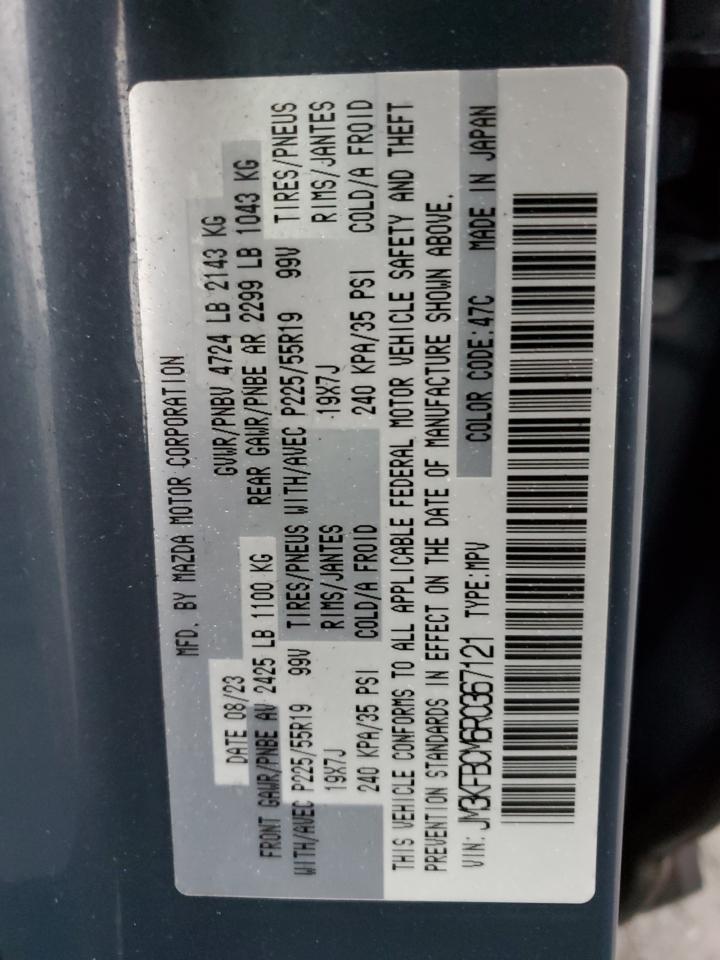 MFD. BY MAZDA MOTOR CORPORATION
DATE 08/23 GVWR/PNBV 4724 LB 2143 KG
FRONT GAWR/PNBE AV 2425 LB 1100 KG REAR GAWR/PNBE AR 2299 LB 1043 KG
WITH/AVEC P225/55R19 99V TIRES/PNEUS WITH/AVEC P225/55R19 99V TIRES/PNEUS
19X7J RIMS/JANTES 19X7J RIMS/JANTES
240 KPA/35 PSI COLD/A FROID 240 KPA/35 PSI COLD/A FROID
THIS VEHICLE CONFORMS TO ALL APPLICABLE FEDERAL MOTOR VEHICLE SAFETY AND THEFT
PREVENTION STANDARDS IN EFFECT ON THE DATE OF MANUFACTURE SHOWN ABOVE.
VIN: JM3KFBCM6R0367121 TYPE:MPV COLOR CODE:47C MADE IN JAPAN